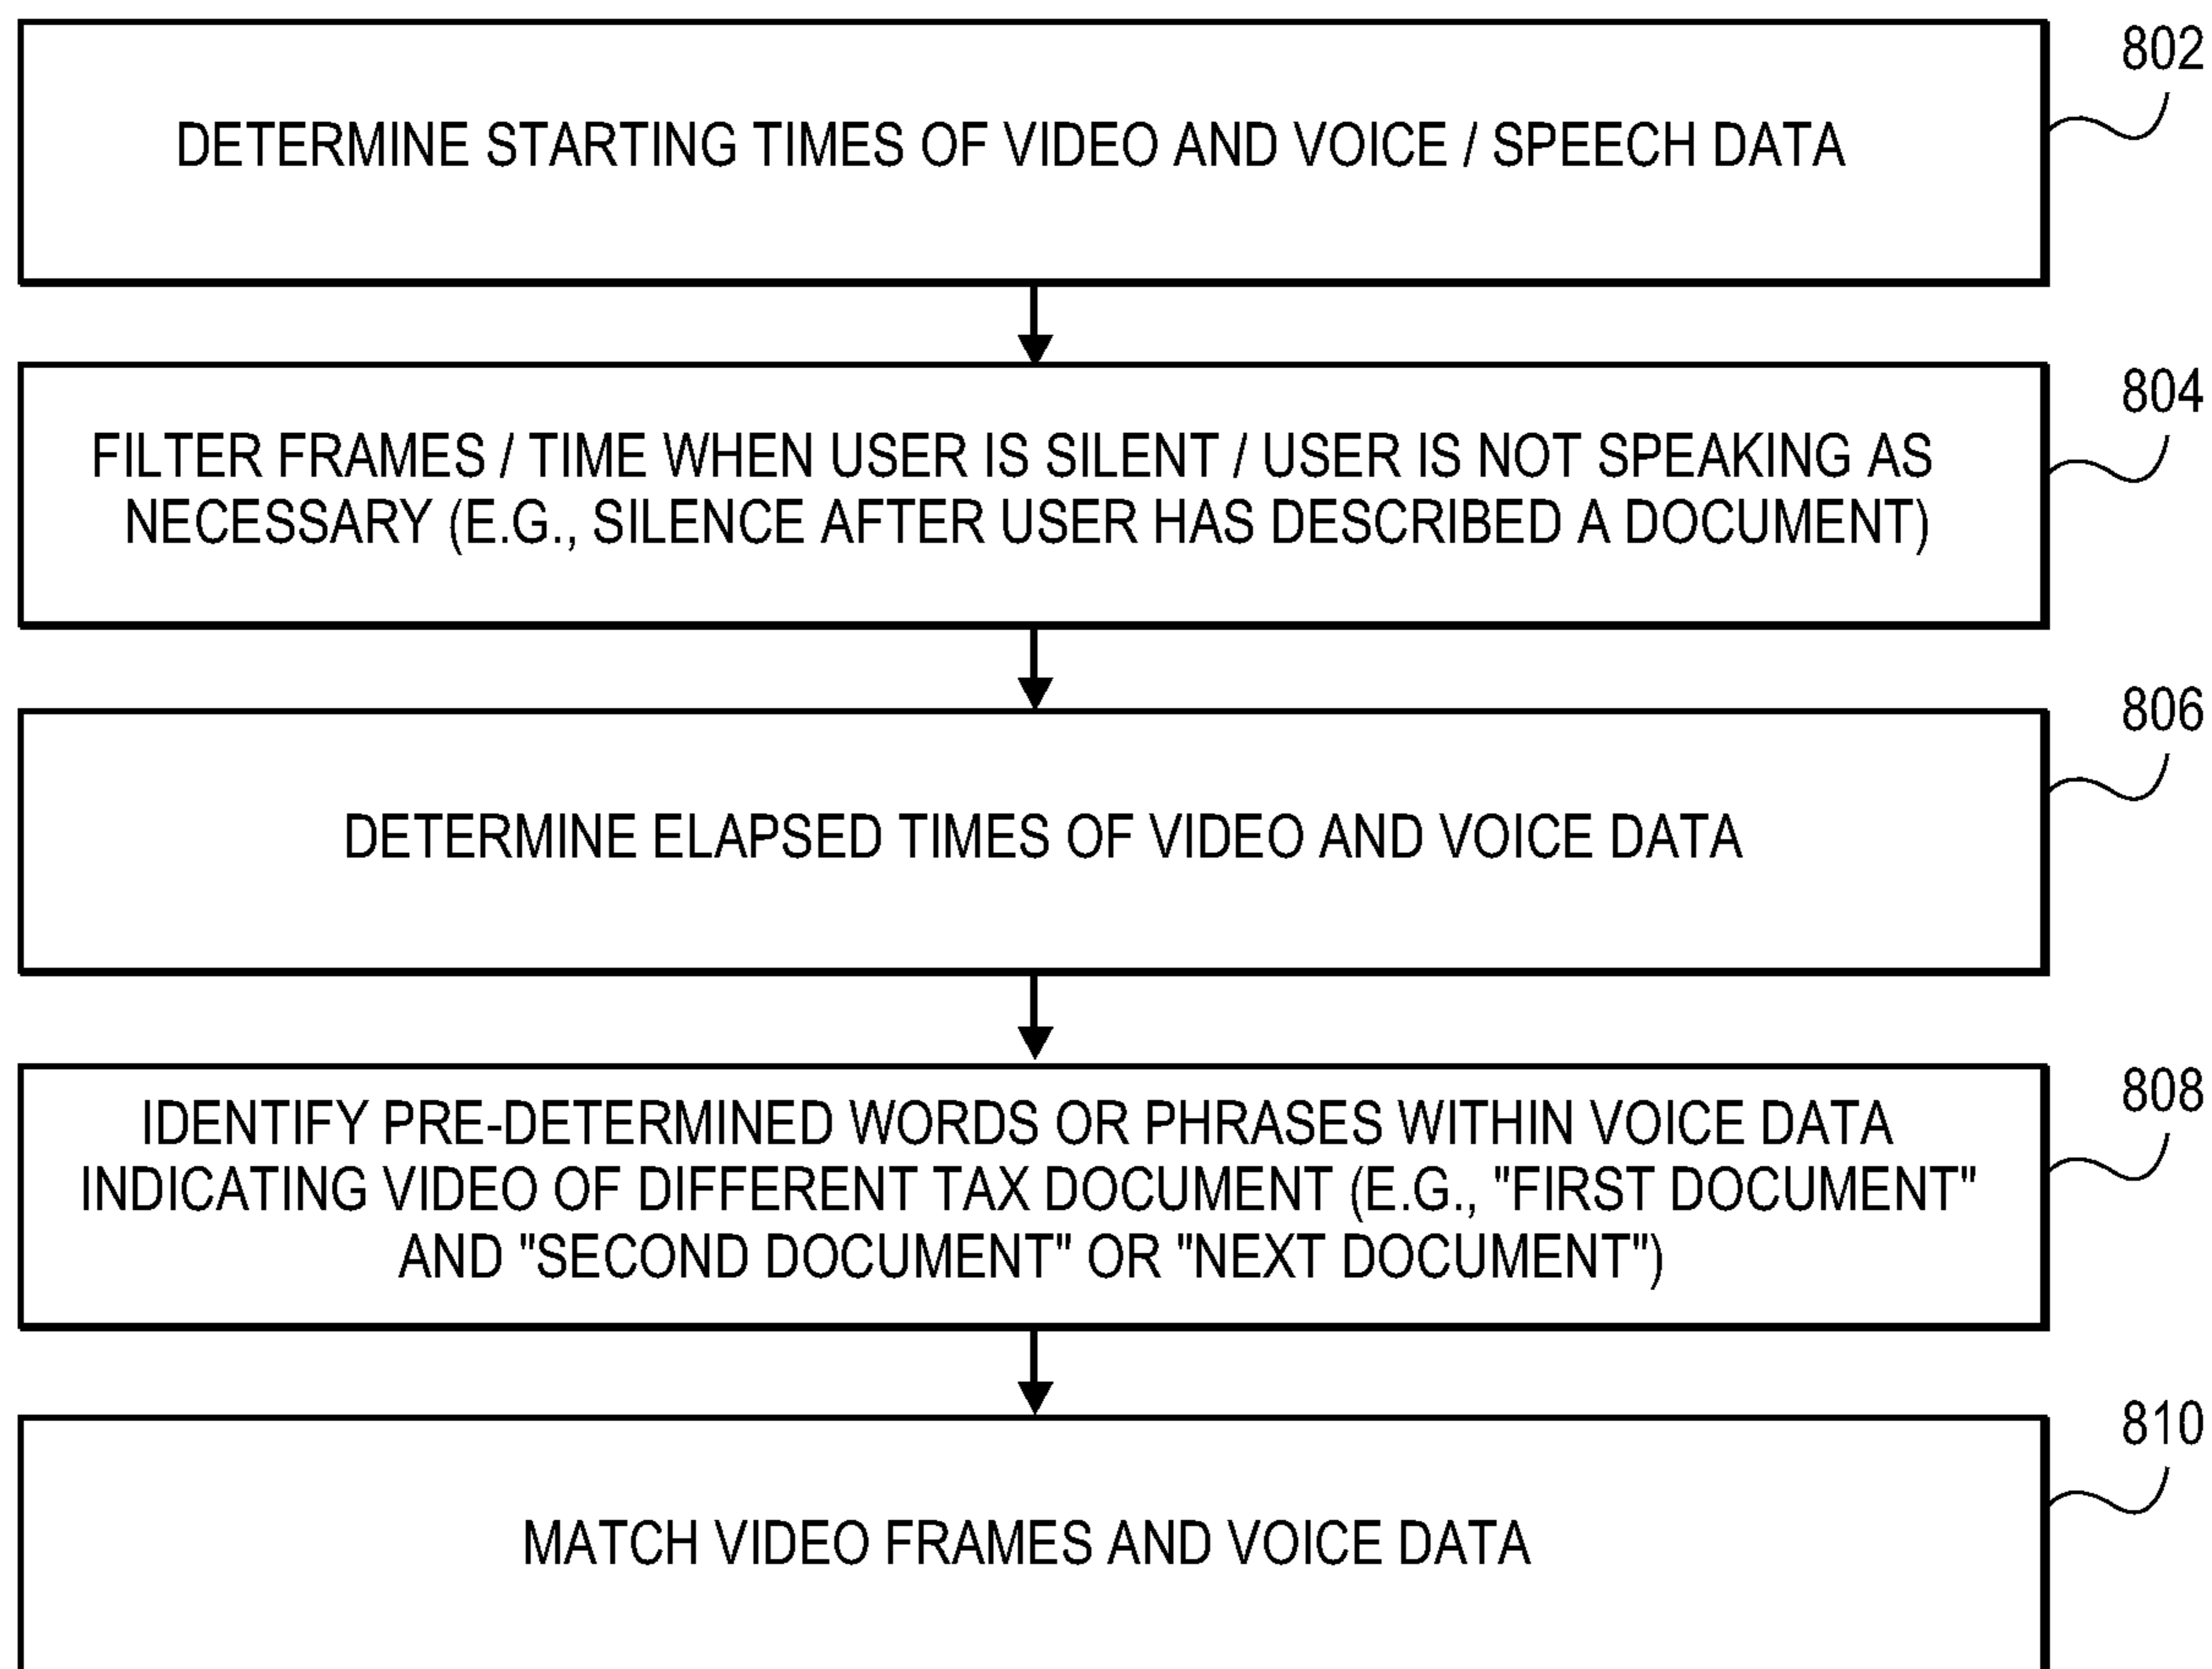 802
DETERMINE STARTING TIMES OF VIDEO AND VOICE / SPEECH DATA
804
FILTER FRAMES / TIME WHEN USER IS SILENT / USER IS NOT SPEAKING AS
NECESSARY (E.G., SILENCE AFTER USER HAS DESCRIBED A DOCUMENT)
806
DETERMINE ELAPSED TIMES OF VIDEO AND VOICE DATA
808
IDENTIFY PRE-DETERMINED WORDS OR PHRASES WITHIN VOICE DATA
INDICATING VIDEO OF DIFFERENT TAX DOCUMENT (E.G., "FIRST DOCUMENT"
AND "SECOND DOCUMENT" OR "NEXT DOCUMENT")
810
MATCH VIDEO FRAMES AND VOICE DATA